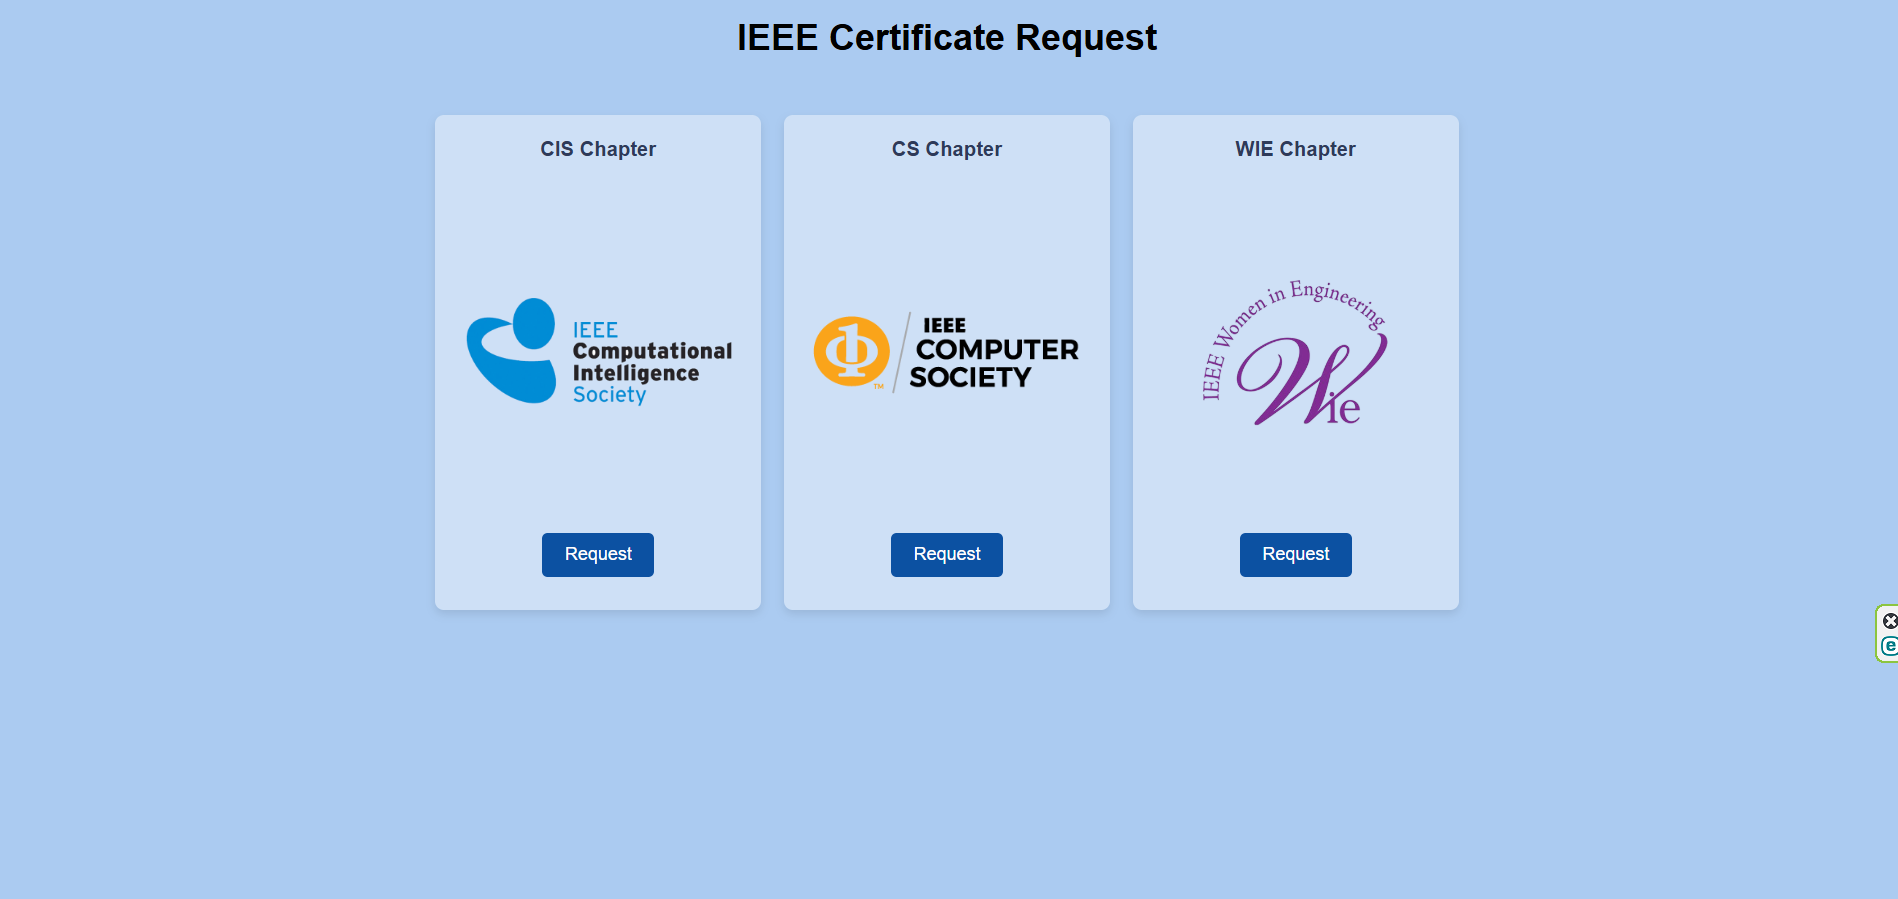 IEEE Certificate Request
CIS Chapter
IEEE
Computational
Intelligence
Society
Request
CS Chapter
IEEE
COMPUTER
SOCIETY
TM
Request
WIE Chapter
IEEE Women in Engineering
Wie
Request
e